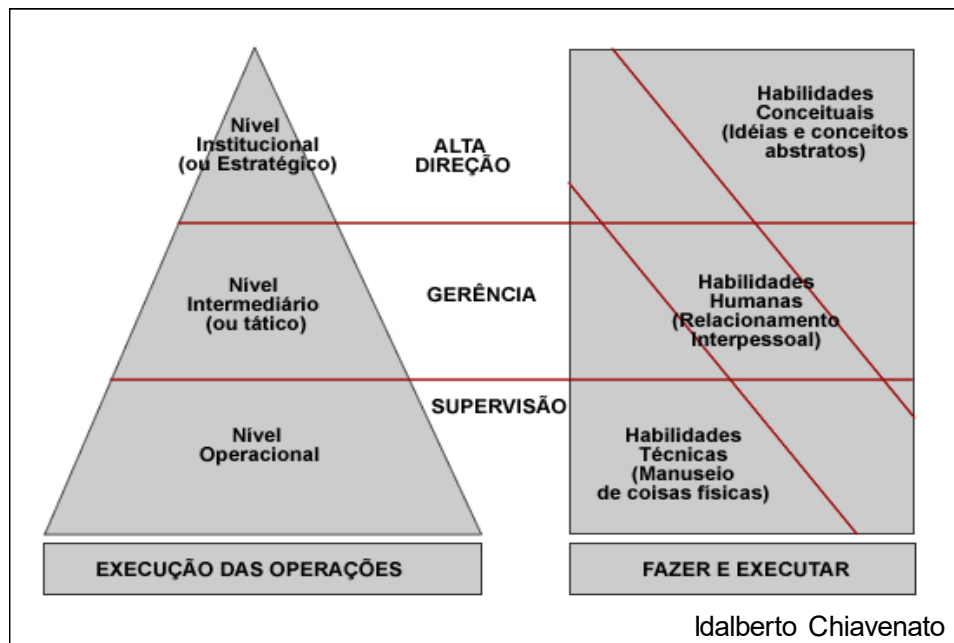 Nível
Institucional
(ou Estratégico)
ALTA
DIREÇÃO
Habilidades
Conceituais
(Idéias e conceitos
abstratos)
Nível
Intermediário
(ou tático)
GERÊNCIA
Habilidades
Humanas
(Relacionamento
Interpessoal)
SUPERVISÃO
Nível
Operacional
Habilidades
Técnicas
(Manuseio
de coisas físicas)
EXECUÇÃO DAS OPERAÇÕES
FAZER E EXECUTAR
Idalberto Chiavenato